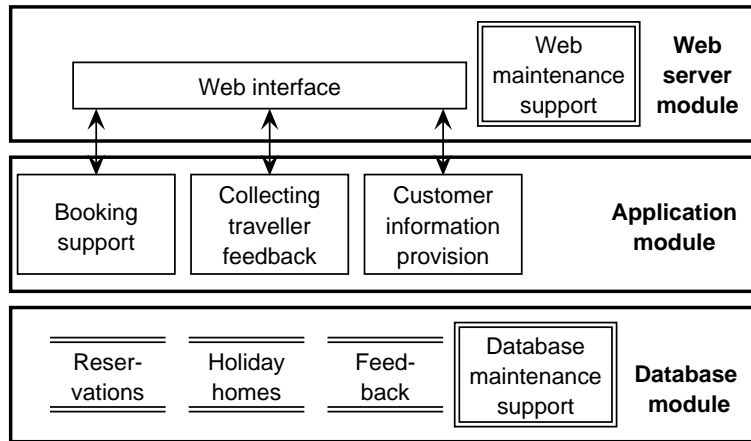 Web interface
Web
maintenance
support
Web
server
module
Booking
support
Collecting
traveller
feedback
Customer
information
provision
Application
module
Reser-
vations
Holiday
homes
Feed-
back
Database
maintenance
support
Database
module